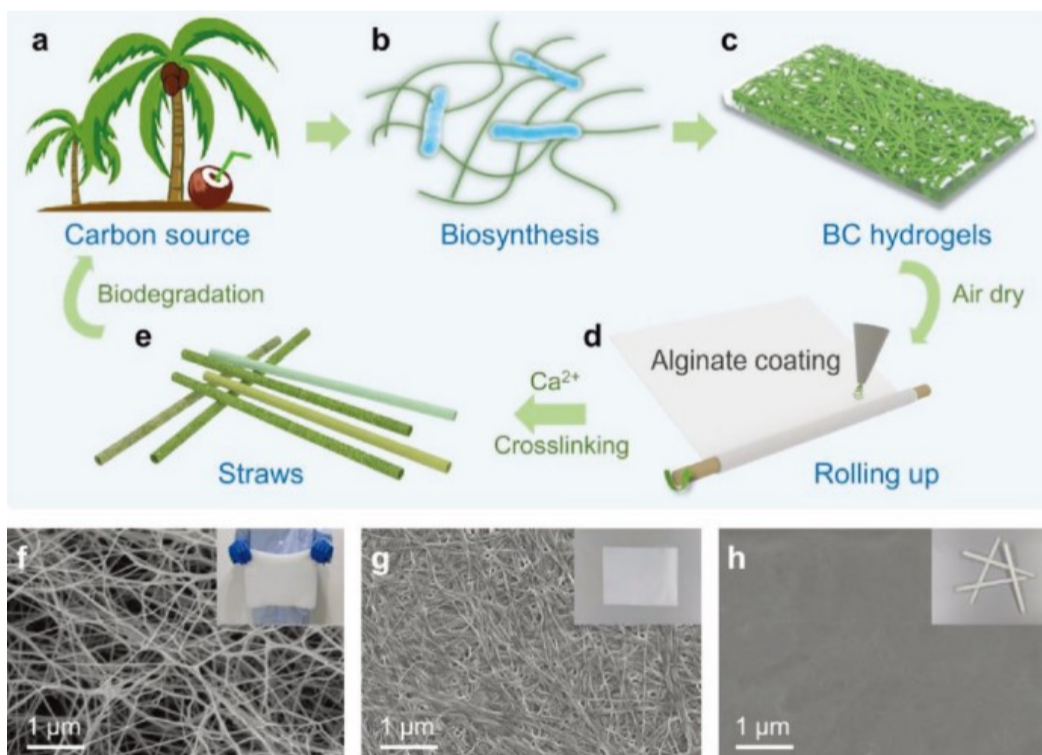 a
b
c
Carbon source
Biosynthesis
BC hydrogels
Biodegradation
Air dry
e
d
Alginate coating
Ca²⁺
Crosslinking
Straws
Rolling up
f
g
h
1 µm
1 µm
1 µm